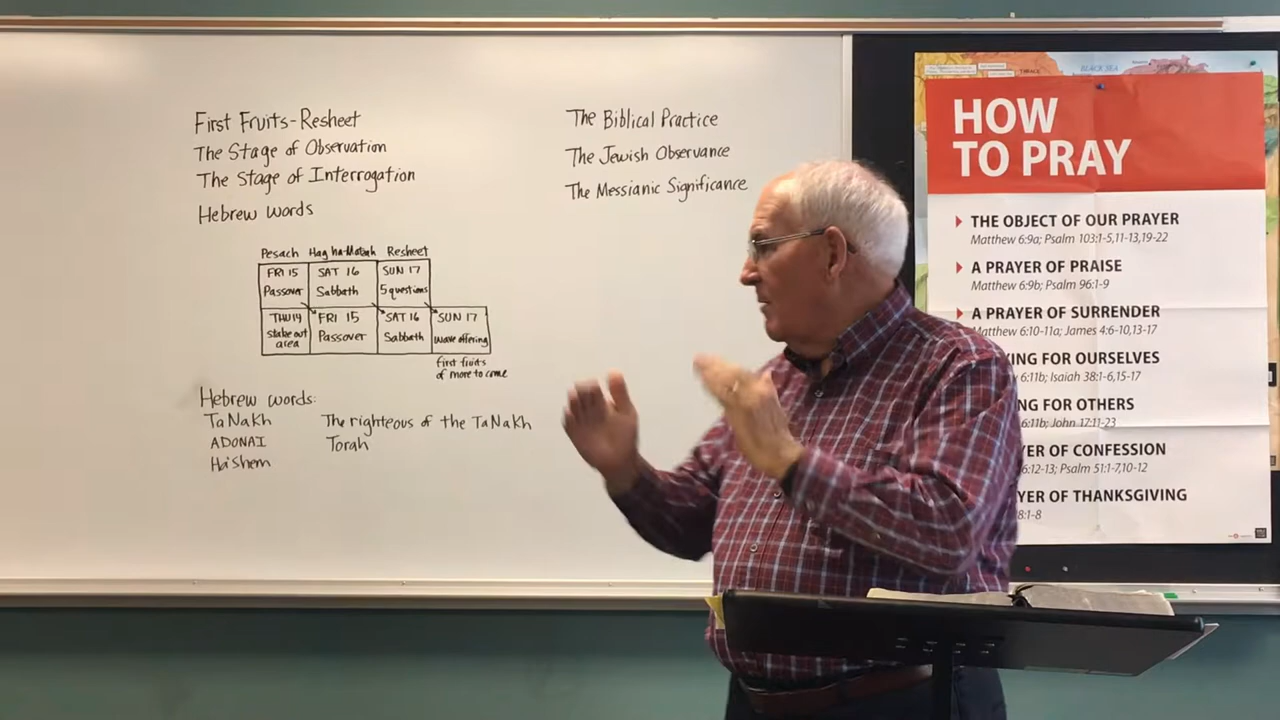 First Fruits-Resheet
The Stage of Observation
The Stage of Interrogation
Hebrew words
The Biblical Practice
The Jewish Observance
The Messianic Significance
Pesach Hag ha-Matzah Resheet
FRI 15 SAT 16 SUN 17
Passover Sabbath 5 questions
THU 14 FRI 15 SAT 16 SUN 17
stake out Passover Sabbath wave offering
area
first fruits
of more to come
Hebrew words:
TaNaKh The righteous of the TaNaKh
ADONAI Torah
Ha'Shem
BLACK SEA
HOW
TO PRAY
THE OBJECT OF OUR PRAYER
Matthew 6:9a; Psalm 103:1-5,11-13,19-22
A PRAYER OF PRAISE
Matthew 6:9b; Psalm 96:1-9
A PRAYER OF SURRENDER
Matthew 6:10-11a; James 4:6-10,13-17
ING FOR OURSELVES
6:11b; Isaiah 38:1-6,15-17
NG FOR OTHERS
6:11b; John 17:11-23
YER OF CONFESSION
6:12-13; Psalm 51:1-7,10-12
YER OF THANKSGIVING
8:1-8